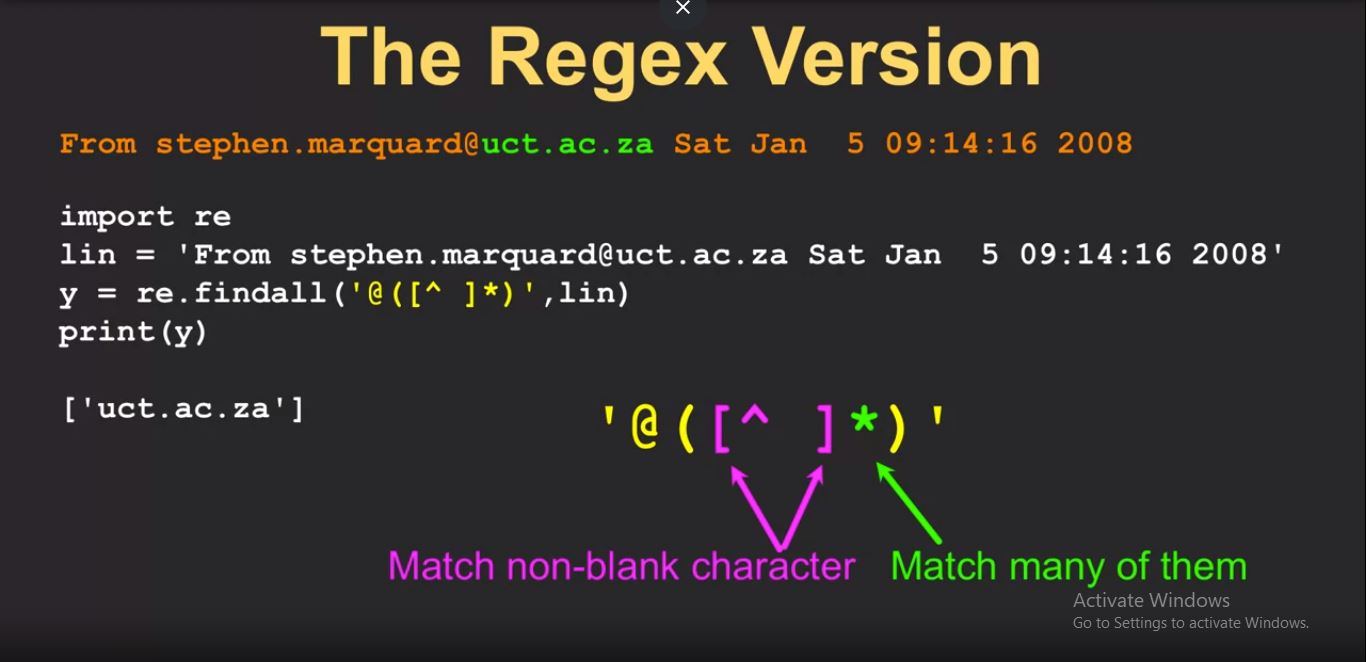 The Regex Version
From stephen.marquard@uct.ac.za Sat Jan  5 09:14:16 2008
import re
lin = 'From stephen.marquard@uct.ac.za Sat Jan  5 09:14:16 2008'
y = re.findall('@([^ ]*)',lin)
print(y)
['uct.ac.za']
'@([^ ]*)'
Match non-blank character
Match many of them
Activate Windows
Go to Settings to activate Windows.